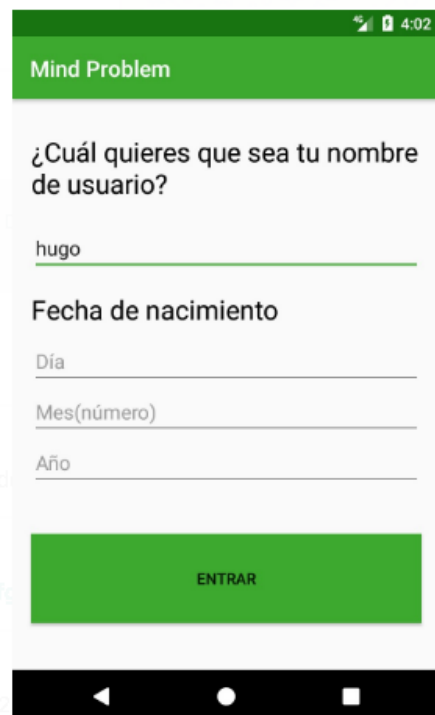 4G 4:02
Mind Problem
¿Cuál quieres que sea tu nombre
de usuario?
hugo
Fecha de nacimiento
Día
Mes(número)
Año
ENTRAR